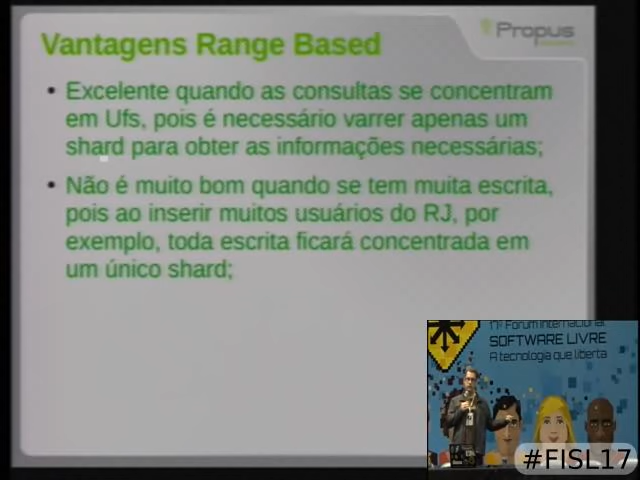 Vantagens Range Based
Propus
• Excelente quando as consultas se concentram
em Ufs, pois é necessário varrer apenas um
shard para obter as informações necessárias;
• Não é muito bom quando se tem muita escrita,
pois ao inserir muitos usuários do RJ, por
exemplo, toda escrita ficará concentrada em
um único shard;
17º Fórum Internacional
SOFTWARE LIVRE
A tecnologia que liberta
#FISL17